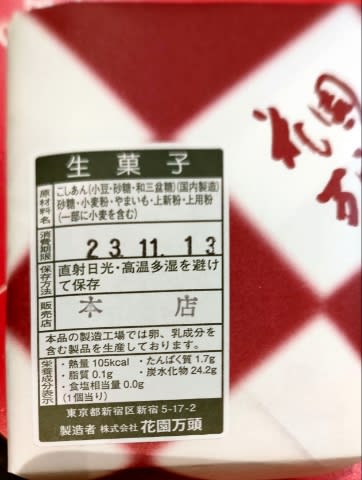 花園
万
生菓子
原材料名
こしあん(小豆・砂糖・和三盆糖)(国内製造)
砂糖・小麦粉・やまいも・上新粉・上用粉
(一部に小麦を含む)
消費期限
23.11.13
保存方法
直射日光・高温多湿を避け
て保存
販売店
本店
本品の製造工場では卵、乳成分を
含む製品を生産しております。
栄養成分表示
・熱量 105kcal ・たんぱく質 1.7g
・脂質 0.1g ・炭水化物 24.2g
・食塩相当量 0.0g
(1個当り)
東京都新宿区新宿 5-17-2
製造者 株式会社 花園万頭